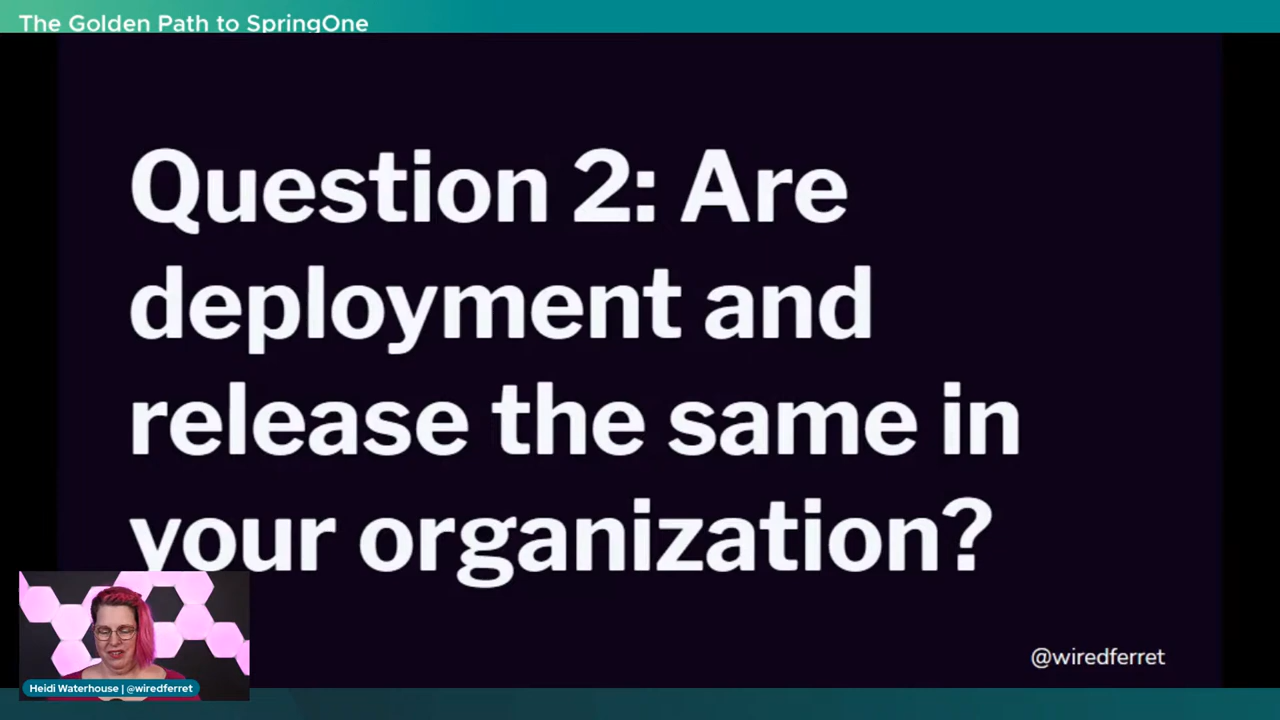 The Golden Path to SpringOne
Question 2: Are
deployment and
release the same in
your organization?
@wiredferret
Heidi Waterhouse | @wiredferret